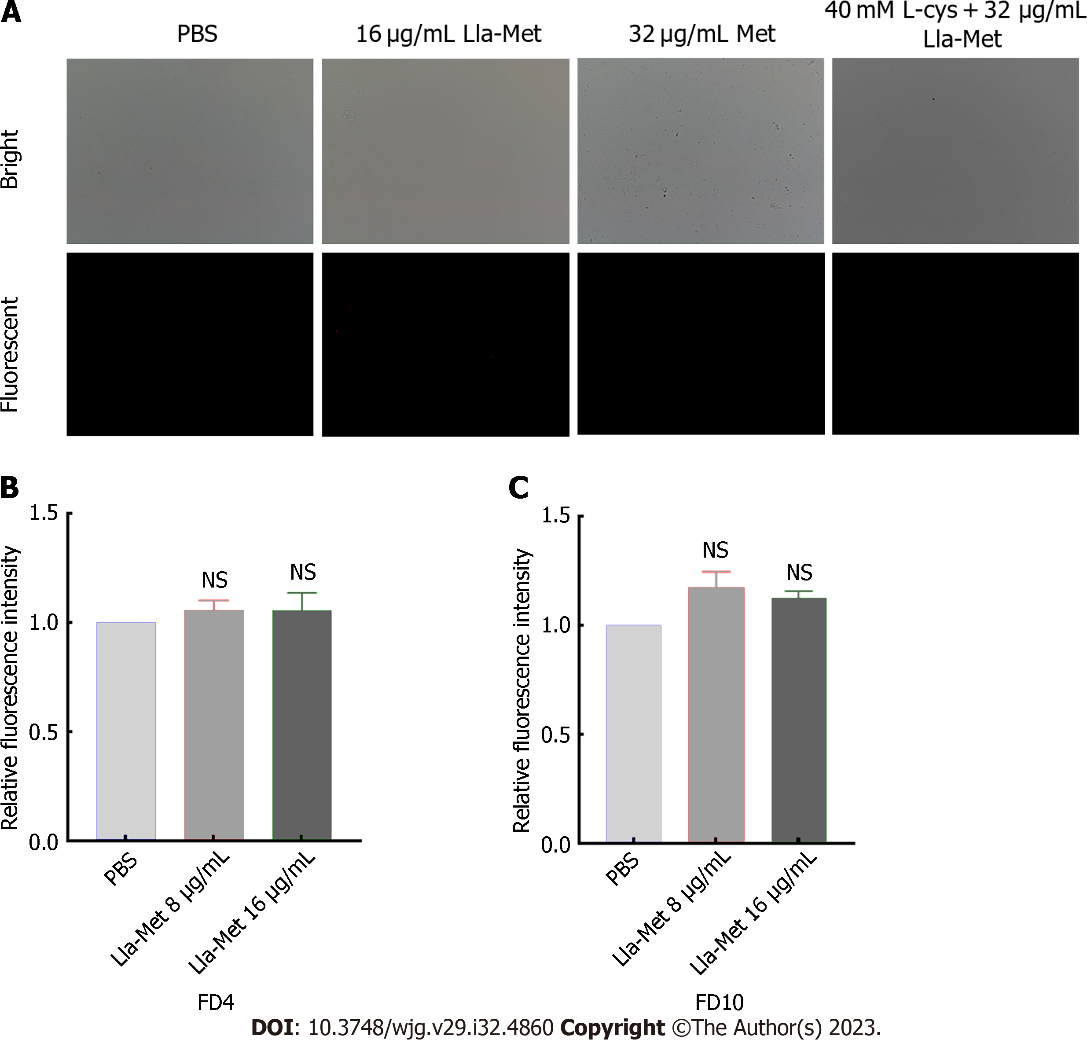 A
PBS
16 µg/mL Lla-Met
32 µg/mL Met
40 mM L-cys + 32 µg/mL
Lla-Met
Bright
Fluorescent
B
Relative fluorescence intensity
1.5
1.0
0.5
0.0
NS
NS
PBS
Lla-Met 8 µg/mL
Lla-Met 16 µg/mL
FD4
C
Relative fluorescence intensity
1.5
1.0
0.5
0.0
NS
NS
PBS
Lla-Met 8 µg/mL
Lla-Met 16 µg/mL
FD10
DOI: 10.3748/wjg.v29.i32.4860 Copyright ©The Author(s) 2023.